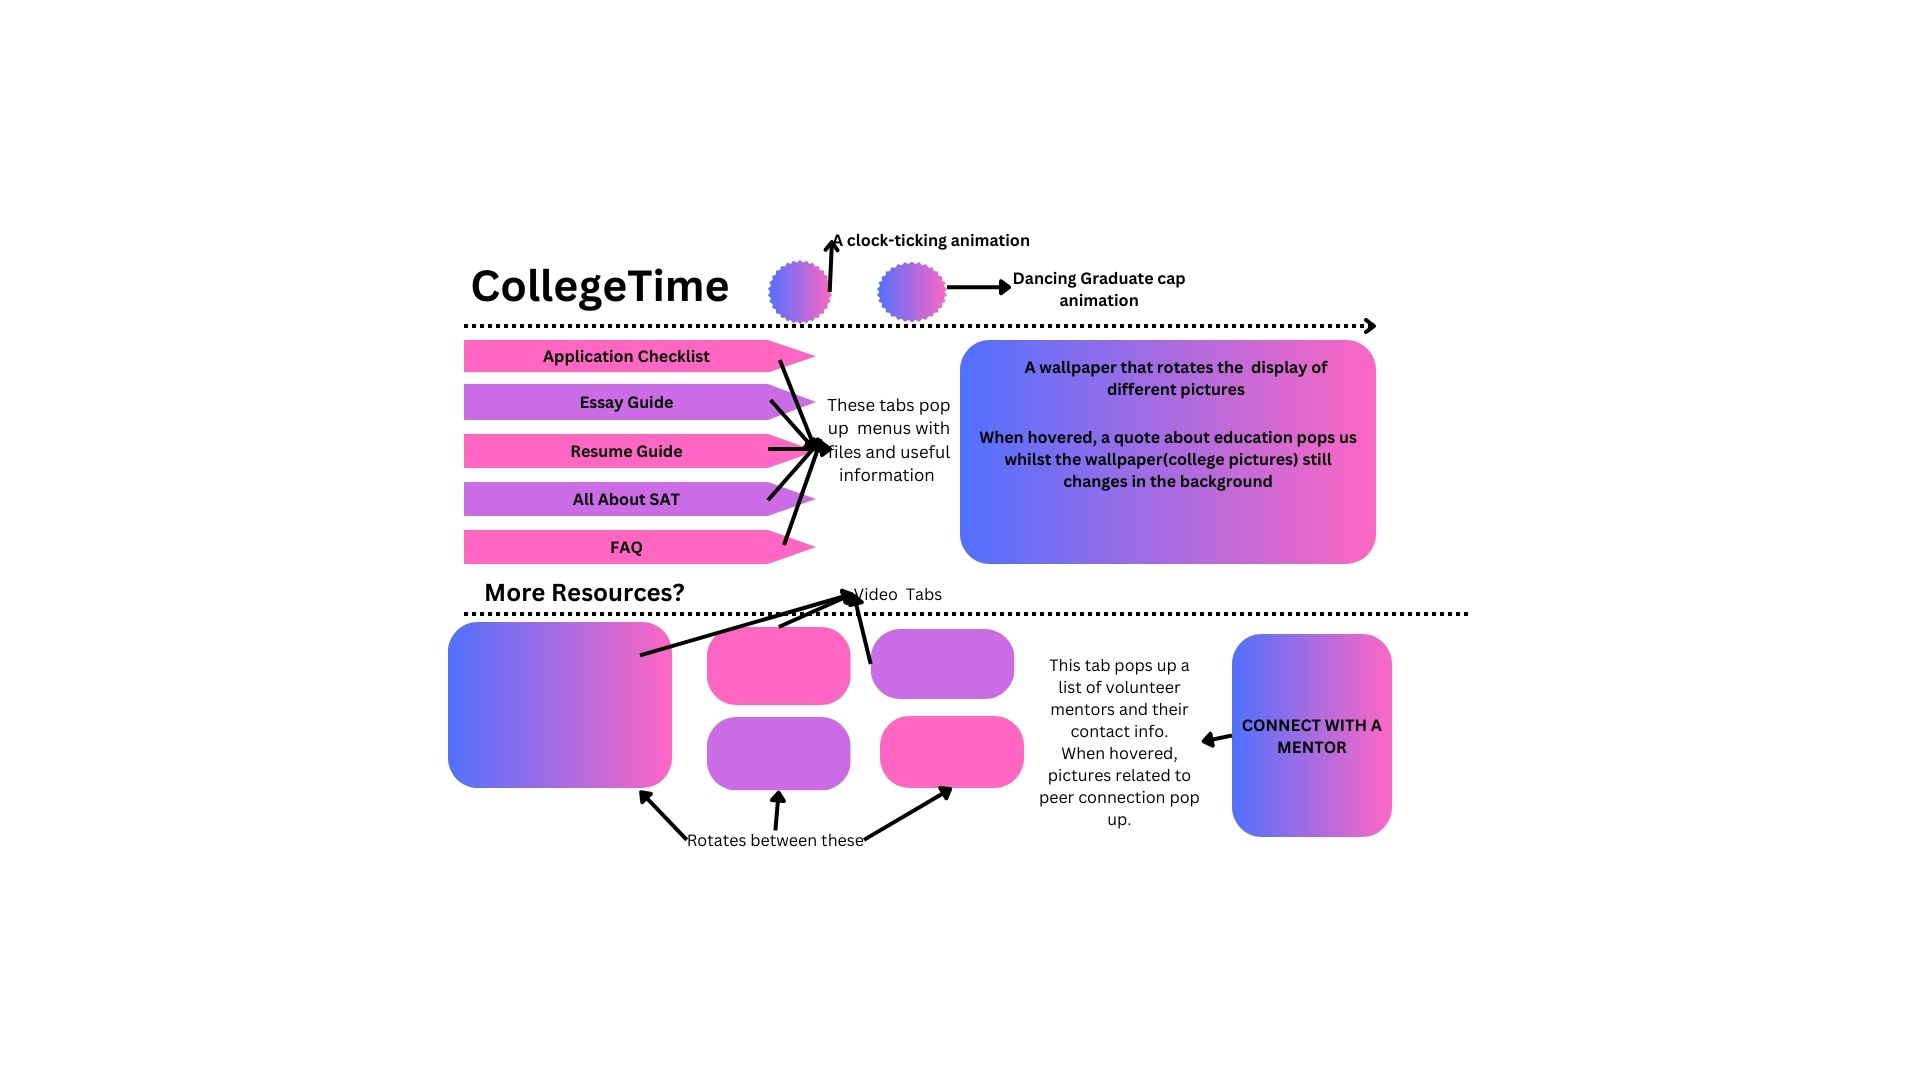 A clock-ticking animation
CollegeTime
Dancing Graduate cap
animation
Application Checklist
Essay Guide
Resume Guide
All About SAT
FAQ
These tabs pop
up menus with
files and useful
information
A wallpaper that rotates the display of
different pictures
When hovered, a quote about education pops us
whilst the wallpaper(college pictures) still
changes in the background
More Resources?
Video Tabs
This tab pops up a
list of volunteer
mentors and their
contact info.
When hovered,
pictures related to
peer connection pop
up.
CONNECT WITH A
MENTOR
Rotates between these